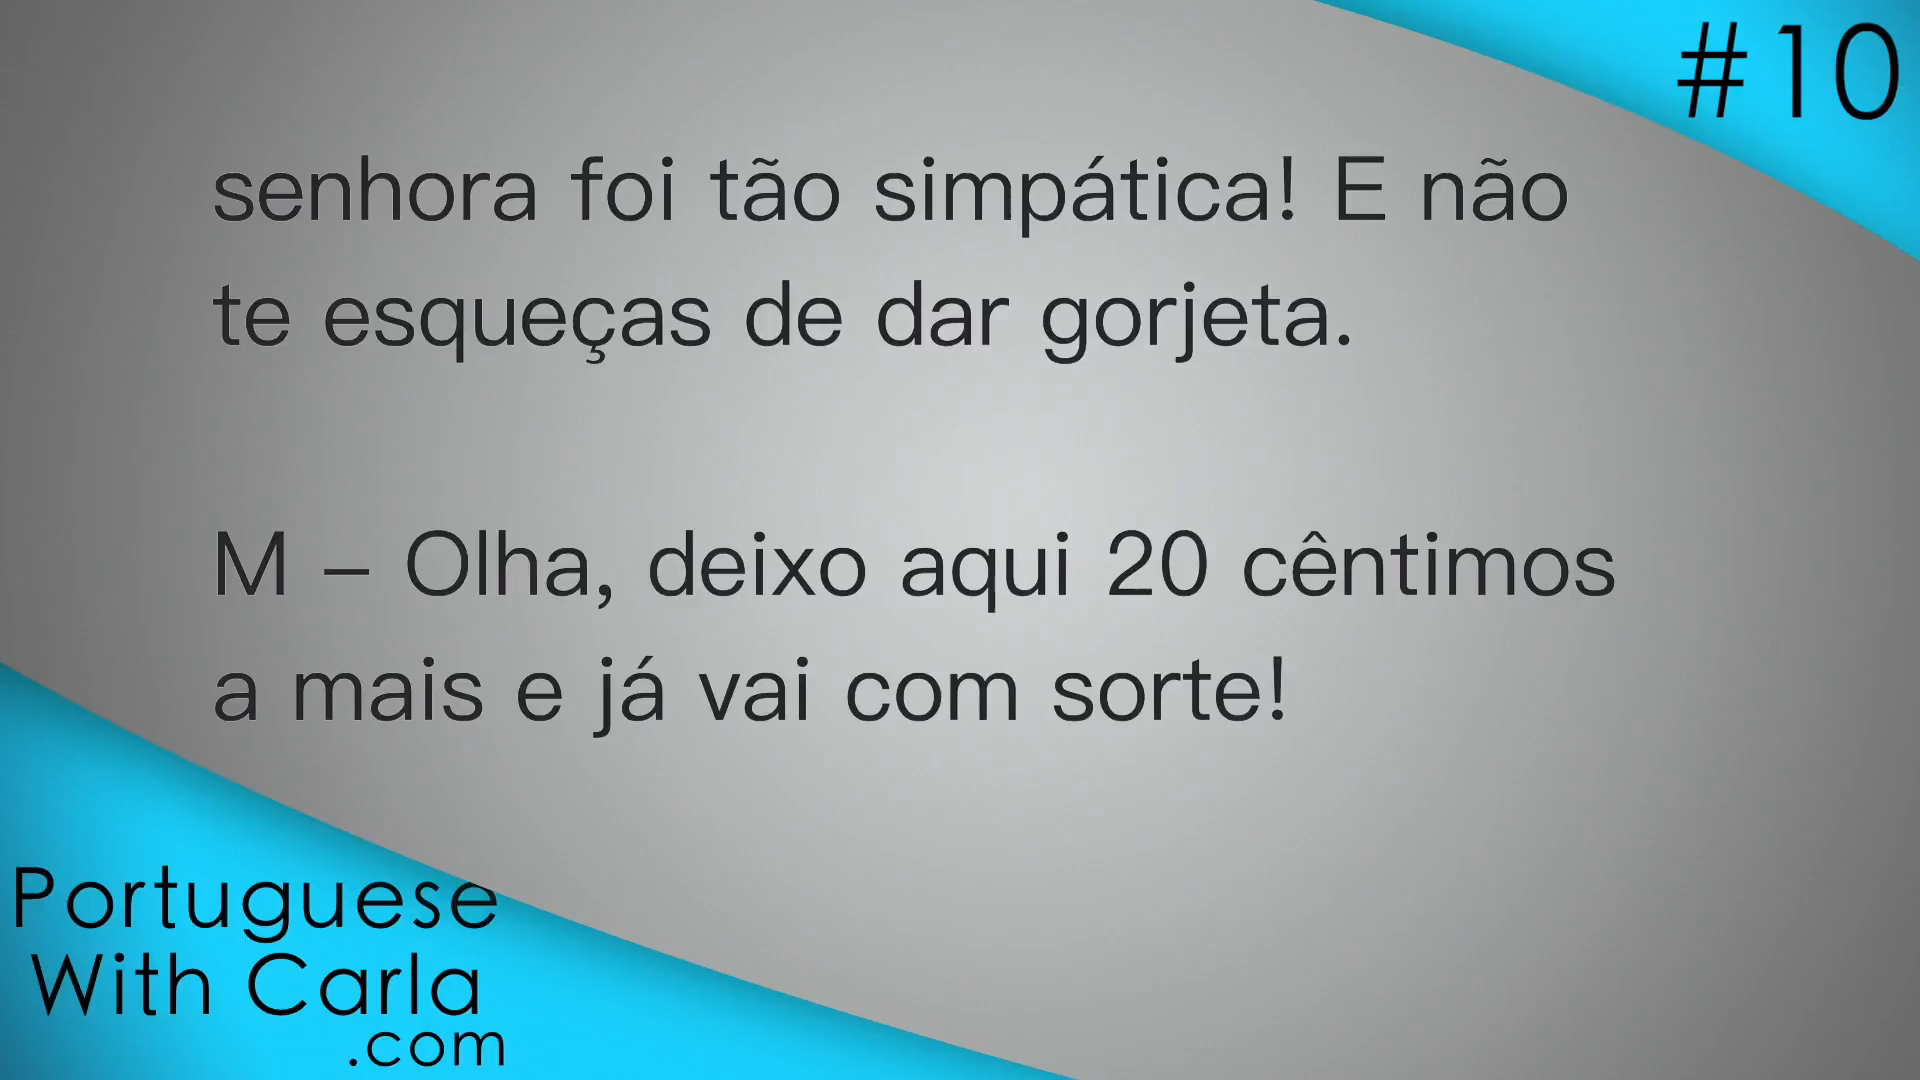 #10
senhora foi tão simpática! E não
te esqueças de dar gorjeta.
M – Olha, deixo aqui 20 cêntimos
a mais e já vai com sorte!
Portuguese
With Carla
.com